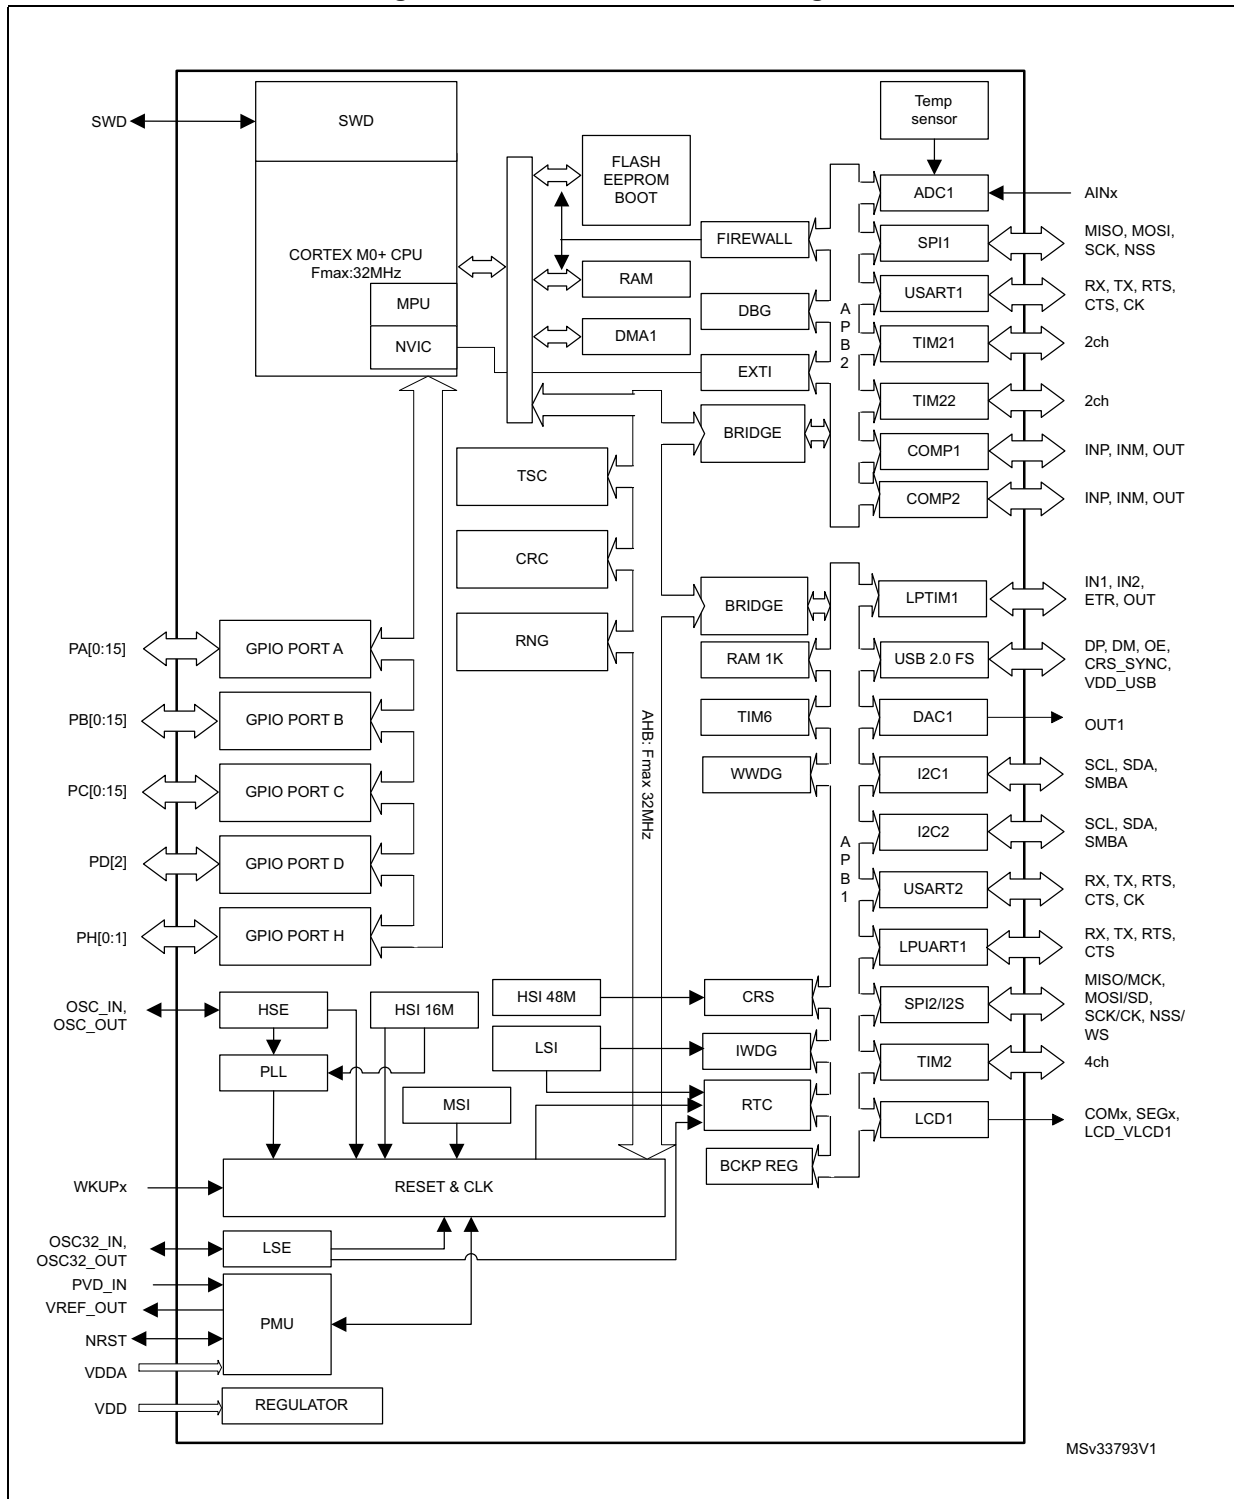 SWD
SWD
CORTEX M0+ CPU
Fmax:32MHz
MPU
NVIC
FLASH
EEPROM
BOOT
RAM
DMA1
FIREWALL
DBG
EXTI
BRIDGE
A
P
B
2
Temp
sensor
ADC1
AINx
SPI1
MISO, MOSI,
SCK, NSS
USART1
RX, TX, RTS,
CTS, CK
TIM21
2ch
TIM22
2ch
COMP1
INP, INM, OUT
COMP2
INP, INM, OUT
TSC
CRC
RNG
AHB: Fmax 32MHz
PA[0:15]
GPIO PORT A
PB[0:15]
GPIO PORT B
PC[0:15]
GPIO PORT C
PD[2]
GPIO PORT D
PH[0:1]
GPIO PORT H
BRIDGE
RAM 1K
TIM6
WWDG
A
P
B
1
LPTIM1
IN1, IN2,
ETR, OUT
USB 2.0 FS
DP, DM, OE,
CRS_SYNC,
VDD_USB
DAC1
OUT1
I2C1
SCL, SDA,
SMBA
I2C2
SCL, SDA,
SMBA
USART2
RX, TX, RTS,
CTS, CK
LPUART1
RX, TX, RTS,
CTS
SPI2/I2S
MISO/MCK,
MOSI/SD,
SCK/CK, NSS/
WS
TIM2
4ch
LCD1
COMx, SEGx,
LCD_VLCD1
OSC_IN,
OSC_OUT
HSE
HSI 16M
HSI 48M
CRS
PLL
LSI
IWDG
MSI
RTC
BCKP REG
WKUPx
RESET & CLK
OSC32_IN,
OSC32_OUT
LSE
PVD_IN
VREF_OUT
NRST
VDDA
PMU
VDD
REGULATOR
MSv33793V1